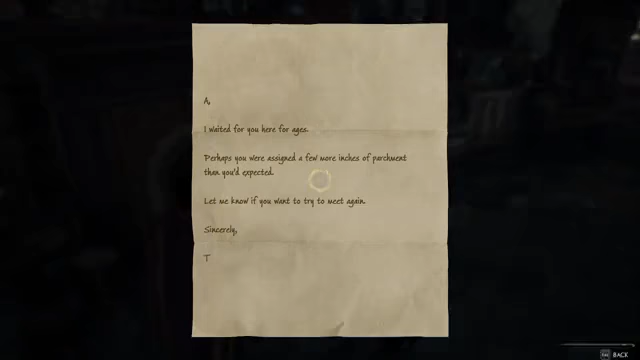 A,
I waited for you here for ages.
Perhaps you were assigned a few more inches of parchment
than you'd expected.
Let me know if you want to try to meet again.
Sincerely,
T
BACK